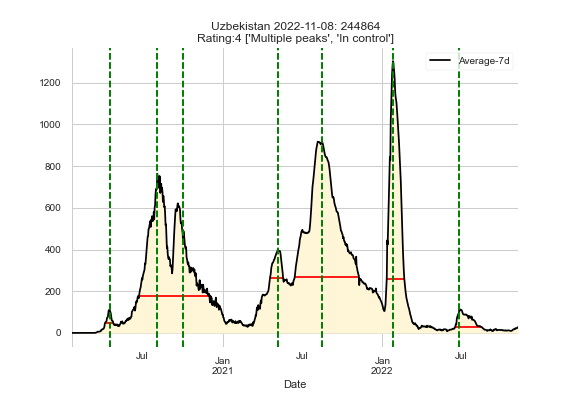 Uzbekistan 2022-11-08: 244864
Rating:4 ['Multiple peaks', 'In control']
Average-7d
1200
1000
800
600
400
200
0
Jul
Jan
2021
Jul
Jan
2022
Jul
Date